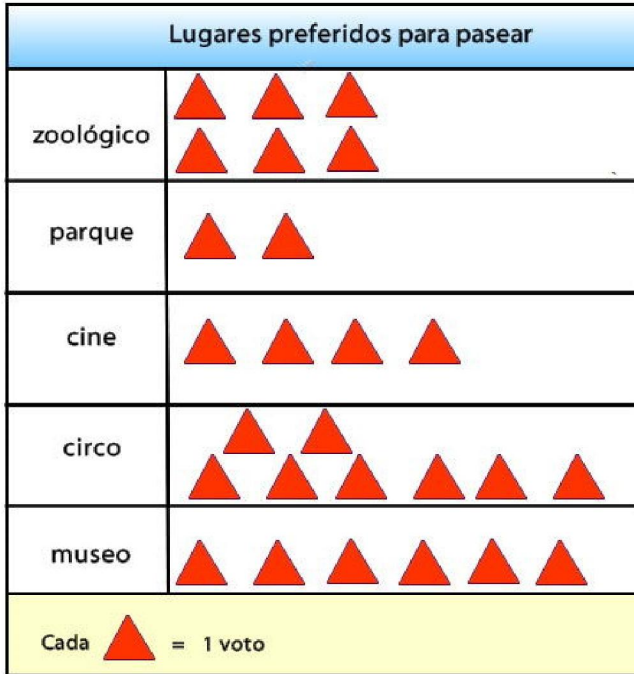 Lugares preferidos para pasear
zoológico
parque
cine
circo
museo
Cada = 1 voto